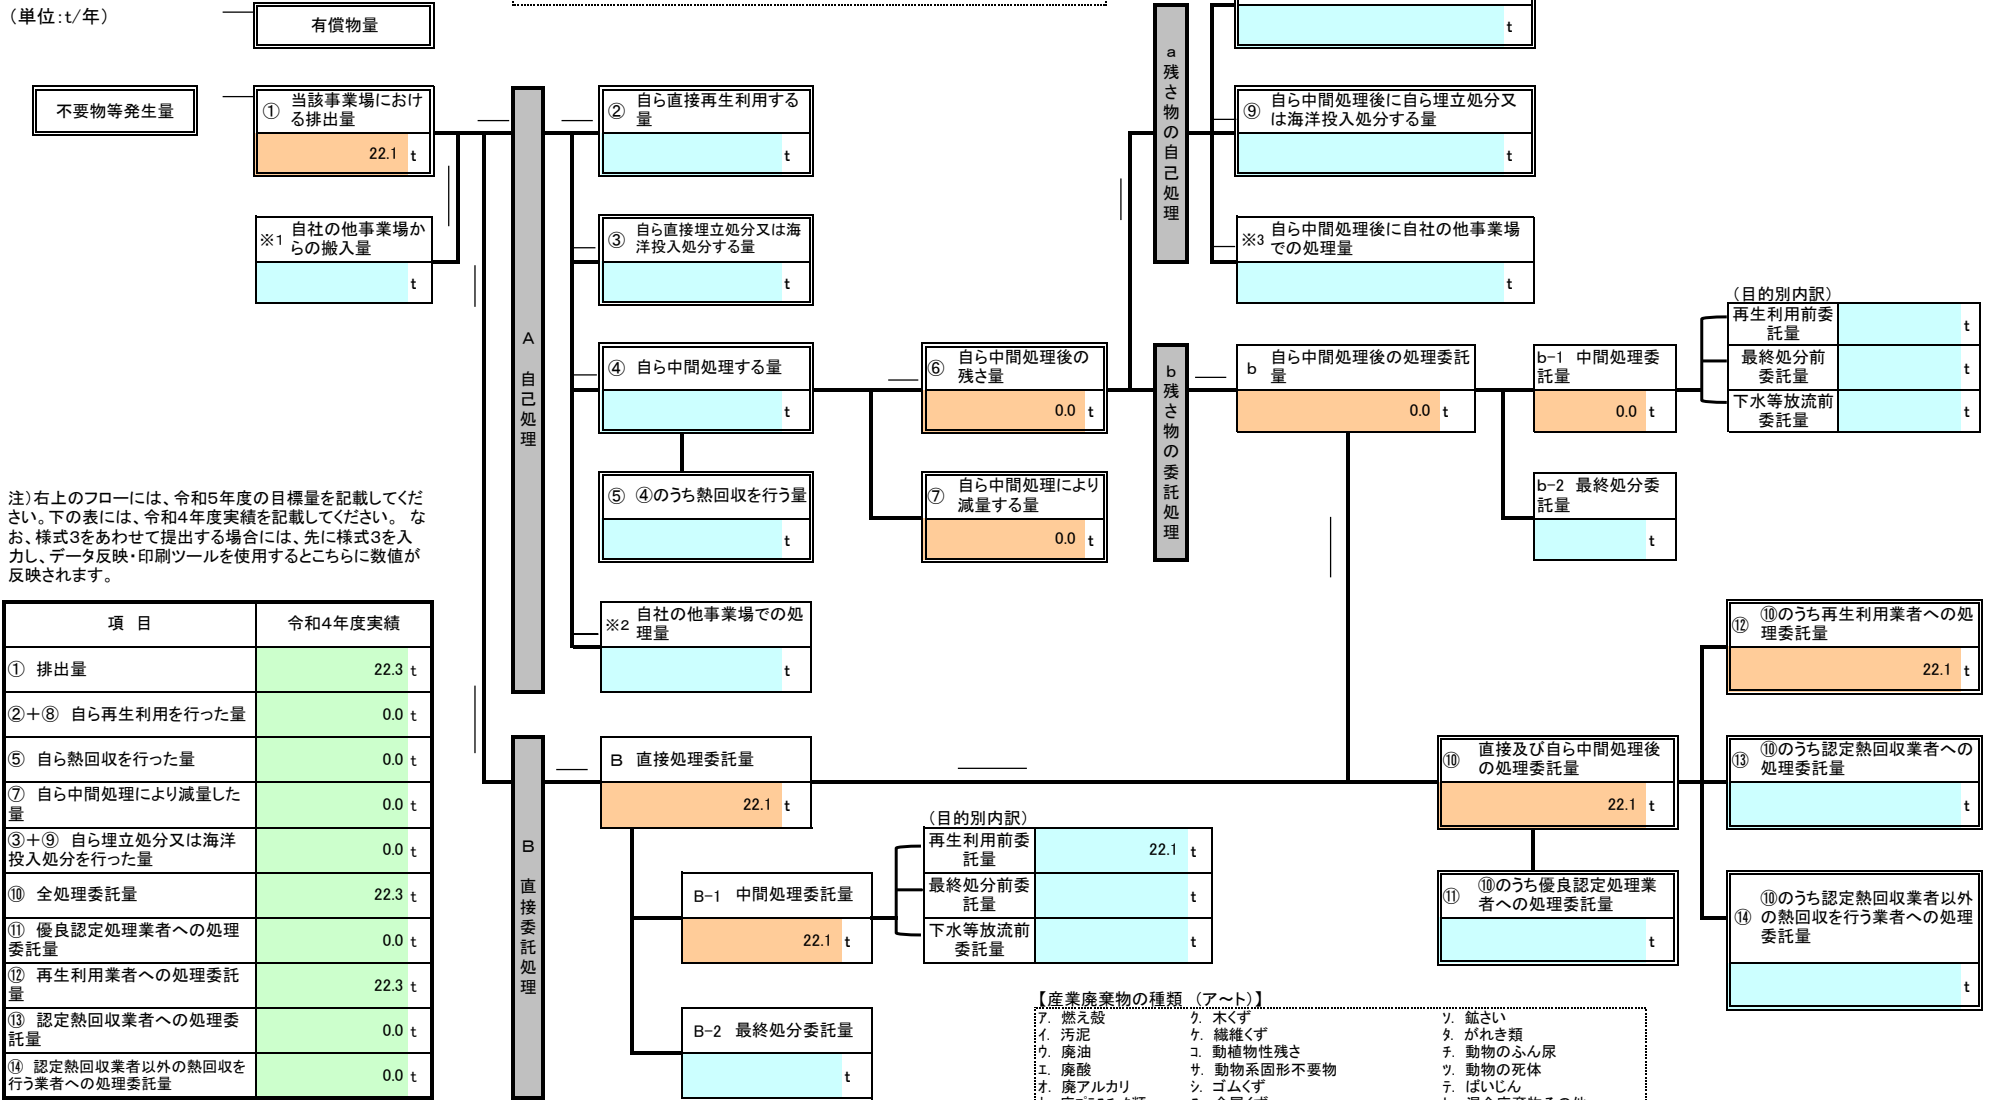 （単位:t/年）
有償物量
t
不要物等発生量
① 当該事業場におけ
る排出量
22.1 t
※1 自社の他事業場か
らの搬入量
t
A 自己処理
② 自ら直接再生利用する
量
t
③ 自ら直接埋立処分又は海
洋投入処分する量
t
④ 自ら中間処理する量
t
⑤ ④のうち熱回収を行う量
t
※2 自社の他事業場での処
理量
t
⑥ 自ら中間処理後の
残さ量
0.0 t
⑦ 自ら中間処理により
減量する量
0.0 t
a 残さ物の自己処理
⑨ 自ら中間処理後に自ら埋立処分又
は海洋投入処分する量
t
※3 自ら中間処理後に自社の他事業場
での処理量
t
b 残さ物の委託処理
b 自ら中間処理後の処理委託
量
0.0 t
b-1 中間処理委
託量
0.0 t
b-2 最終処分委
託量
t
（目的別内訳）
再生利用前委
託量
t
最終処分前
委託量
t
下水等放流前
委託量
t
注）右上のフローには、令和5年度の目標量を記載してくだ
さい。下の表には、令和4年度実績を記載してください。 な
お、様式3をあわせて提出する場合には、先に様式3を入
力し、データ反映・印刷ツールを使用するとこちらに数値が
反映されます。
項 目 令和4年度実績
① 排出量 22.3 t
②＋⑧ 自ら再生利用を行った量 0.0 t
⑤ 自ら熱回収を行った量 0.0 t
⑦ 自ら中間処理により減量した
量 0.0 t
③＋⑨ 自ら埋立処分又は海洋
投入処分を行った量 0.0 t
⑩ 全処理委託量 22.3 t
⑪ 優良認定処理業者への処理
委託量 0.0 t
⑫ 再生利用業者への処理委託
量 22.3 t
⑬ 認定熱回収業者への処理委
託量 0.0 t
⑭ 認定熱回収業者以外の熱回収を
行う業者への処理委託量 0.0 t
B 直接委託処理
B 直接処理委託量
22.1 t
B-1 中間処理委託量
22.1 t
B-2 最終処分委託量
t
（目的別内訳）
再生利用前委
託量
22.1 t
最終処分前委
託量
t
下水等放流前
委託量
t
⑩ 直接及び自ら中間処理後
の処理委託量
22.1 t
⑪ ⑩のうち優良認定処理業
者への処理委託量
t
⑫ ⑩のうち再生利用業者への処
理委託量
22.1 t
⑬ ⑩のうち認定熱回収業者への
処理委託量
t
⑭ ⑩のうち認定熱回収業者以外
の熱回収を行う業者への処理
委託量
t
【産業廃棄物の種類 （ア～ト）】
ア. 燃え殻 ク. 木くず ソ. 鉱さい
イ. 汚泥 ケ. 繊維くず タ. がれき類
ウ. 廃油 コ. 動植物性残さ チ. 動物のふん尿
エ. 廃酸 サ. 動物系固形不要物 ツ. 動物の死体
オ. 廃アルカリ シ. ゴムくず テ. ばいじん